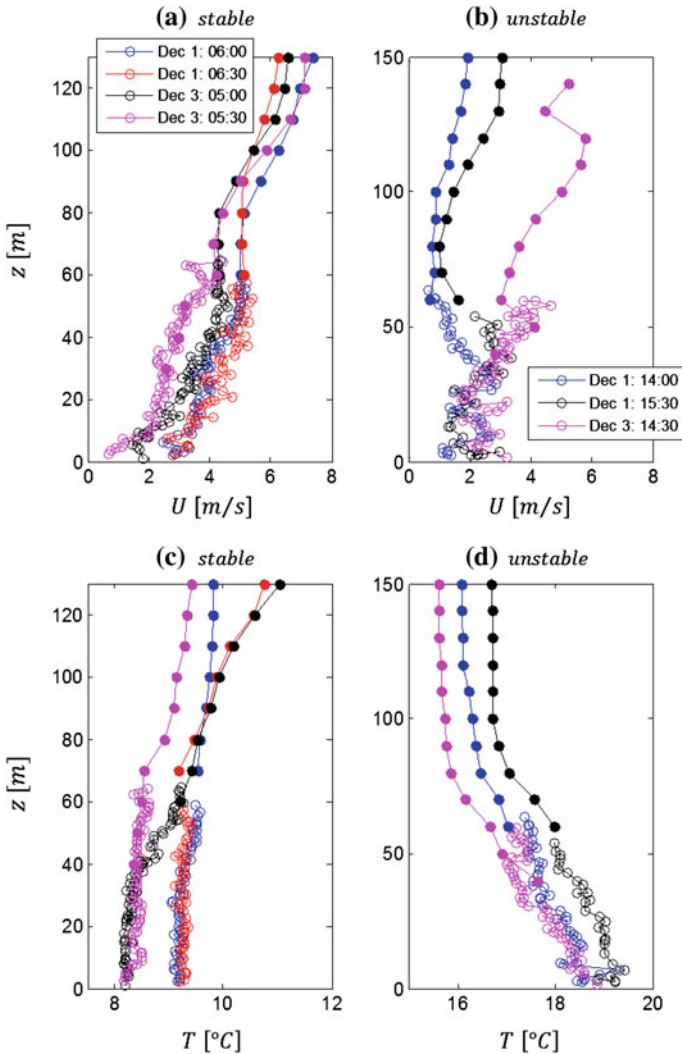 (a) stable
(b) unstable
Dec 1: 06:00
Dec 1: 06:30
Dec 3: 05:00
Dec 3: 05:30
120
100
80
60
40
20
0
z [m]
0 2 4 6 8
U [m/s]
150
100
50
0
Dec 1: 14:00
Dec 1: 15:30
Dec 3: 14:30
0 2 4 6 8
U [m/s]
(c) stable
(d) unstable
120
100
80
60
40
20
0
z [m]
8 10 12
T [°C]
150
100
50
0
16 18 20
T [°C]